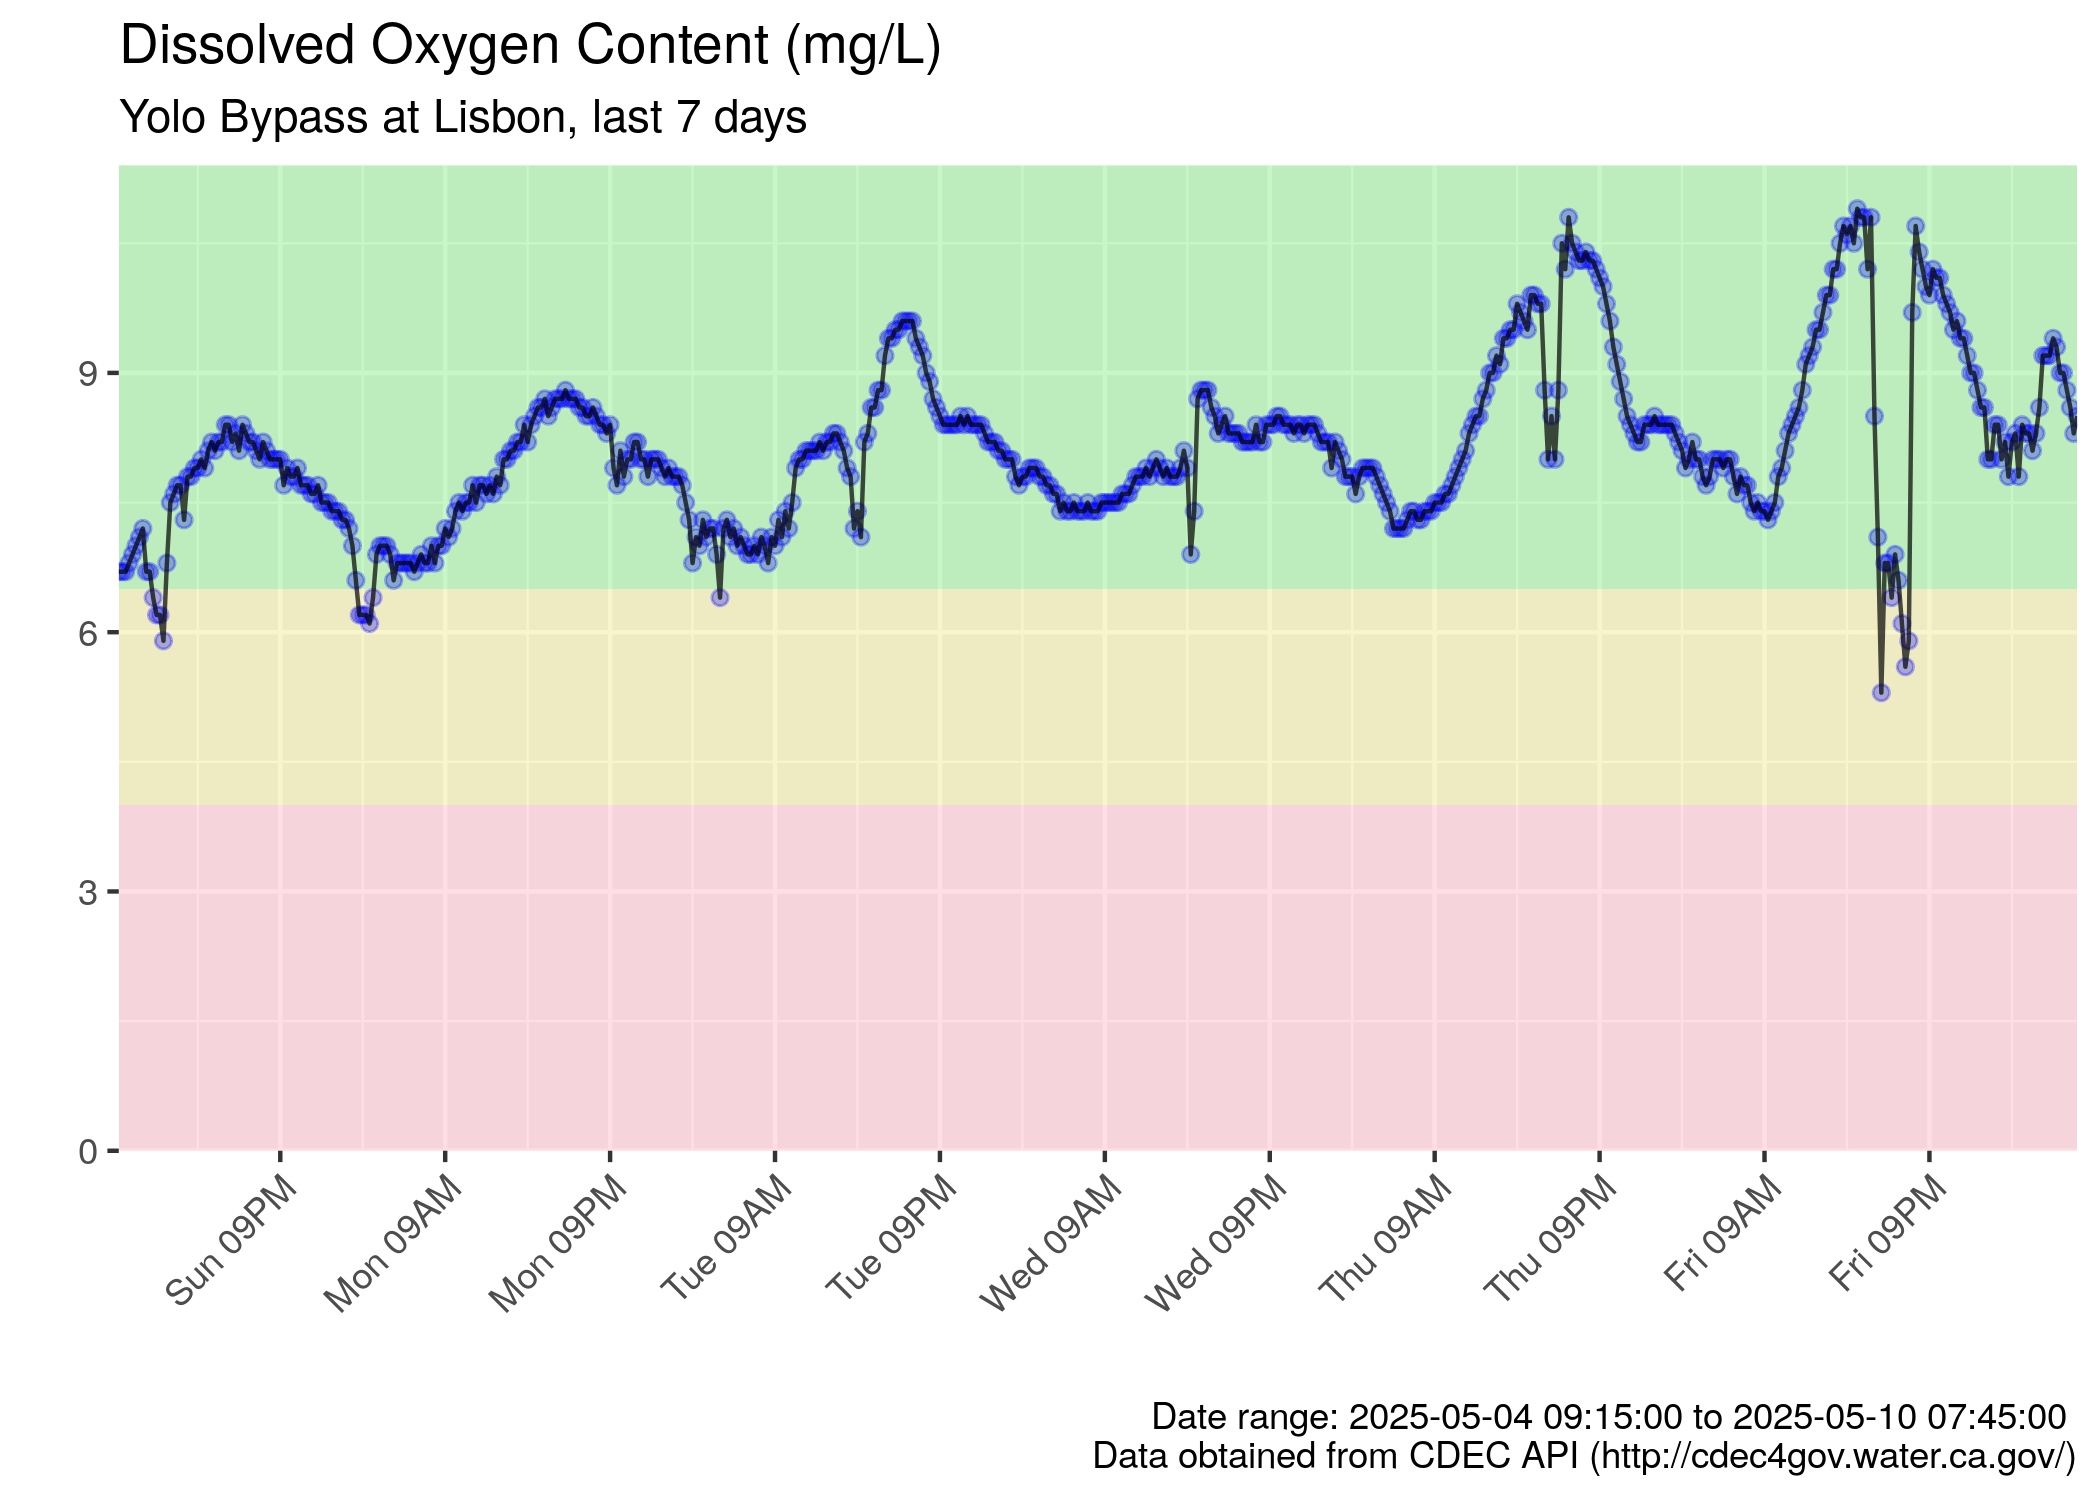 Dissolved Oxygen Content (mg/L)
Yolo Bypass at Lisbon, last 7 days
9
6
3
0
Sun 09PM
Mon 09AM
Mon 09PM
Tue 09AM
Tue 09PM
Wed 09AM
Wed 09PM
Thu 09AM
Thu 09PM
Fri 09AM
Fri 09PM
Date range: 2025-05-04 09:15:00 to 2025-05-10 07:45:00
Data obtained from CDEC API (http://cdec4gov.water.ca.gov/)